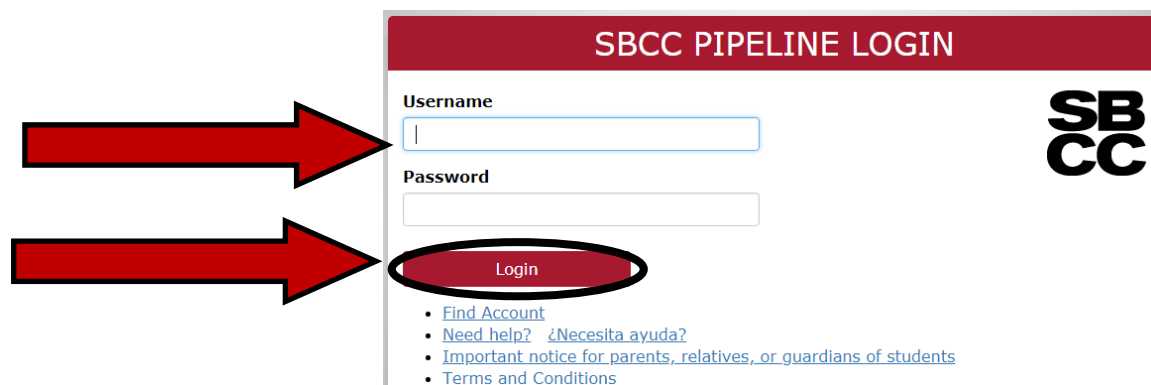 SBCC PIPELINE LOGIN
Username
SB
CC
Password
Login
Find Account
Need help? ¿Necesita ayuda?
Important notice for parents, relatives, or guardians of students
Terms and Conditions